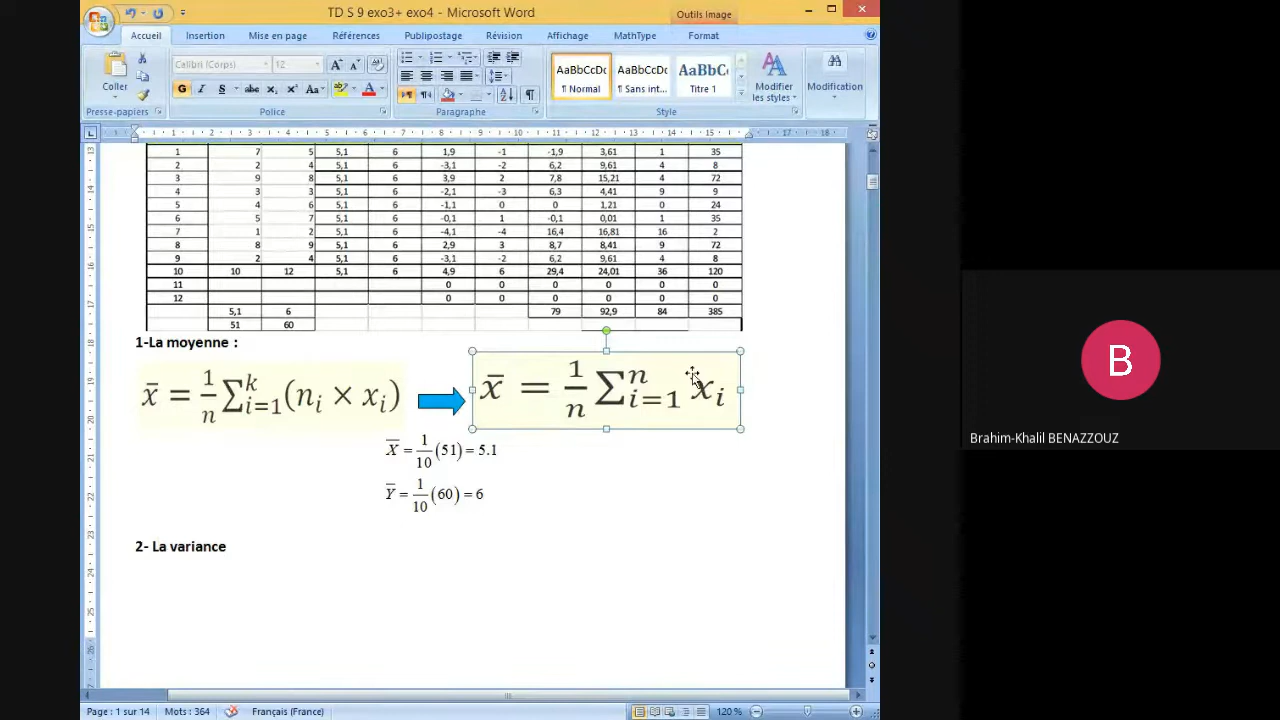 TD S 9 exo3+ exo4 - Microsoft Word
Outils Image
Accueil Insertion Mise en page Références Publipostage Révision Affichage MathType Format
Calibri (Corps) 12
Coller
G I S abc x₂ x² Aa
AaBbCcDc AaBbCcDc AaBbC
¶ Normal ¶ Sans int... Titre 1
Modifier les styles
Modification
Presse-papiers Police Paragraphe Style
1 7 5 5,1 6 1,9 -1 -1,9 3,61 1 35
2 2 4 5,1 6 -3,1 -2 6,2 9,61 4 8
3 9 8 5,1 6 3,9 2 7,8 15,21 4 72
4 3 3 5,1 6 -2,1 -3 6,3 4,41 9 9
5 4 6 5,1 6 -1,1 0 0 1,21 0 24
6 5 7 5,1 6 -0,1 1 -0,1 0,01 1 35
7 1 2 5,1 6 -4,1 -4 16,4 16,81 16 2
8 8 9 5,1 6 2,9 3 8,7 8,41 9 72
9 2 4 5,1 6 -3,1 -2 6,2 9,61 4 8
10 10 12 5,1 6 4,9 6 29,4 24,01 36 120
11 0 0 0 0 0 0
12 0 0 0 0 0 0
5,1 6 79 92,9 84 385
51 60
1-La moyenne :
x̄ = 1/n ∑ᵏᵢ₌₁(nᵢ × xᵢ) x̄ = 1/n ∑ⁿᵢ₌₁ xᵢ
X̄ = 1/10 (51) = 5.1
Ȳ = 1/10 (60) = 6
2- La variance
B
Brahim-Khalil BENAZZOUZ
Page : 1 sur 14 Mots : 364 Français (France) 120 %